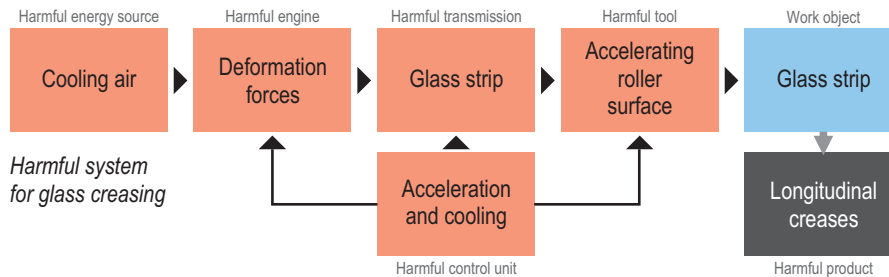 Harmful energy source
Harmful engine
Harmful transmission
Harmful tool
Work object
Cooling air
Deformation
forces
Glass strip
Accelerating
roller
surface
Glass strip
Harmful system
for glass creasing
Acceleration
and cooling
Longitudinal
creases
Harmful control unit
Harmful product